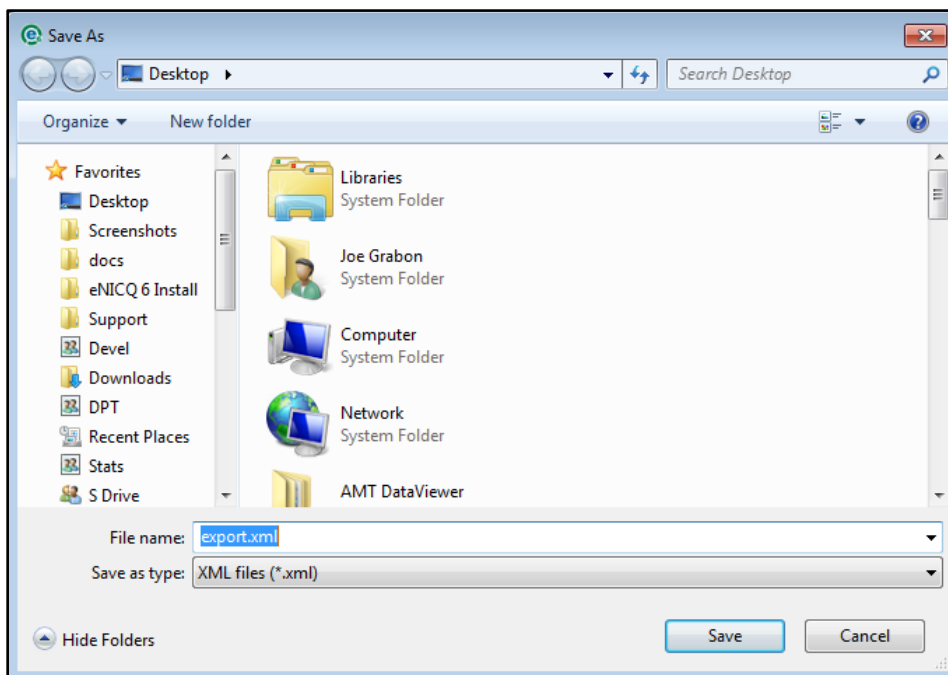 Save As
Desktop
Search Desktop
Organize
New folder
Favorites
Desktop
Screenshots
docs
eNICQ 6 Install
Support
Devel
Downloads
DPT
Recent Places
Stats
S Drive
Libraries
System Folder
Joe Grabon
System Folder
Computer
System Folder
Network
System Folder
AMT DataViewer
File name: export.xml
Save as type: XML files (*.xml)
Hide Folders
Save
Cancel